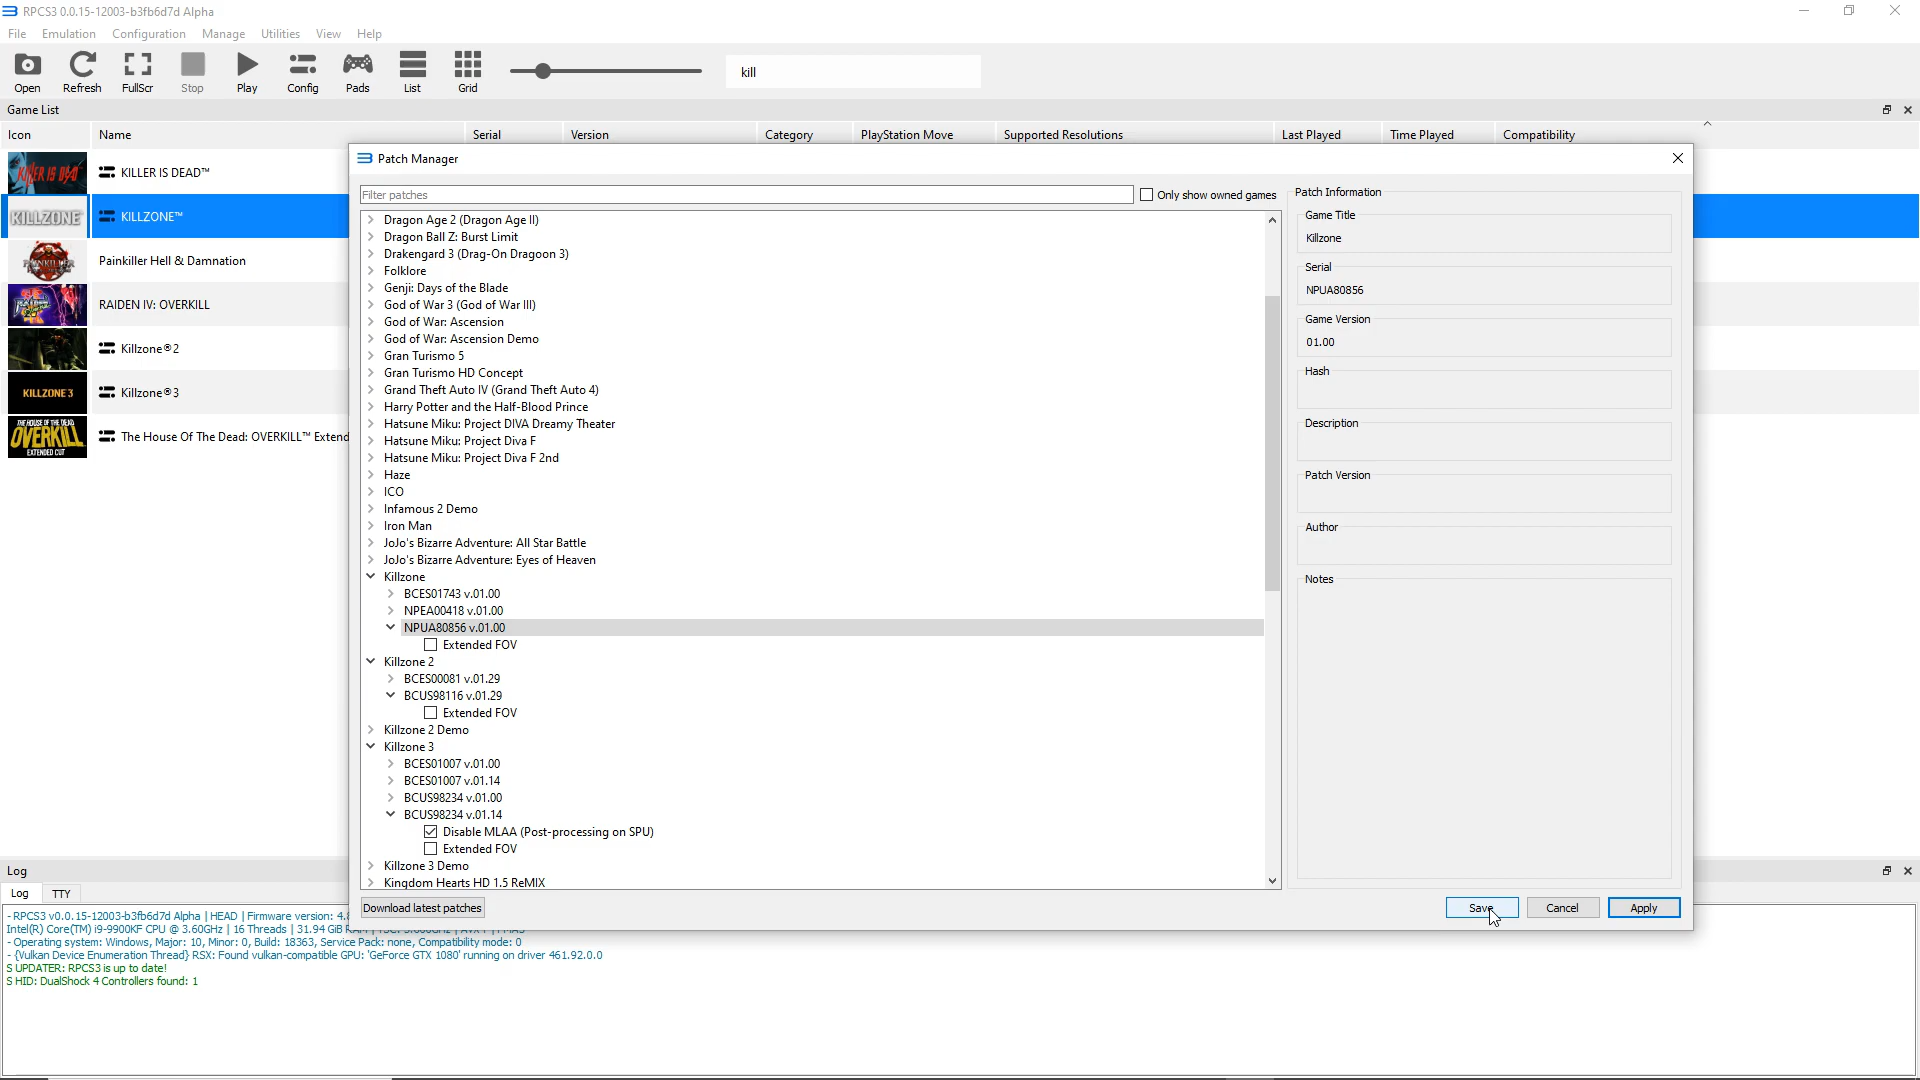 RPCS3 0.0.15-12003-b3fb6d7d Alpha
File Emulation Configuration Manage Utilities View Help
Open Refresh FullScr Stop Play Config Pads List Grid kill
Game List
Icon Name Serial Version Category PlayStation Move Supported Resolutions Last Played Time Played Compatibility
KILLER IS DEAD KILLER IS DEAD™
KILLZONE KILLZONE™
PAINKILLER Painkiller Hell & Damnation
RAIDEN IV: OVERKILL
Killzone®2
KILLZONE 3 Killzone®3
THE HOUSE OF THE DEAD OVERKILL EXTENDED CUT The House Of The Dead: OVERKILL™ Extend
Patch Manager
Filter patches Only show owned games
Dragon Age 2 (Dragon Age II)
Dragon Ball Z: Burst Limit
Drakengard 3 (Drag-On Dragoon 3)
Folklore
Genji: Days of the Blade
God of War 3 (God of War III)
God of War: Ascension
God of War: Ascension Demo
Gran Turismo 5
Gran Turismo HD Concept
Grand Theft Auto IV (Grand Theft Auto 4)
Harry Potter and the Half-Blood Prince
Hatsune Miku: Project DIVA Dreamy Theater
Hatsune Miku: Project Diva F
Hatsune Miku: Project Diva F 2nd
Haze
ICO
Infamous 2 Demo
Iron Man
JoJo's Bizarre Adventure: All Star Battle
JoJo's Bizarre Adventure: Eyes of Heaven
Killzone
BCES01743 v.01.00
NPEA00418 v.01.00
NPUA80856 v.01.00
Extended FOV
Killzone 2
BCES00081 v.01.29
BCUS98116 v.01.29
Extended FOV
Killzone 2 Demo
Killzone 3
BCES01007 v.01.00
BCES01007 v.01.14
BCUS98234 v.01.00
BCUS98234 v.01.14
Disable MLAA (Post-processing on SPU)
Extended FOV
Killzone 3 Demo
Kingdom Hearts HD 1.5 ReMIX
Patch Information
Game Title
Killzone
Serial
NPUA80856
Game Version
01.00
Hash
Description
Patch Version
Author
Notes
Download latest patches Save Cancel Apply
Log
Log TTY
- RPCS3 v0.0.15-12003-b3fb6d7d Alpha | HEAD | Firmware version: 4.8
Intel(R) Core(TM) i9-9900KF CPU @ 3.60GHz | 16 Threads | 31.94 GiB
- Operating system: Windows, Major: 10, Minor: 0, Build: 18363, Service Pack: none, Compatibility mode: 0
- {Vulkan Device Enumeration Thread} RSX: Found vulkan-compatible GPU: 'GeForce GTX 1080' running on driver 461.92.0.0
S UPDATER: RPCS3 is up to date!
S HID: DualShock 4 Controllers found: 1